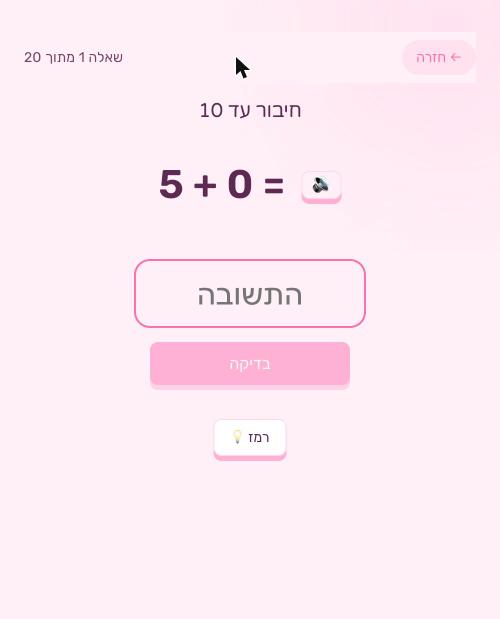 ← חזרה
שאלה 1 מתוך 20
חיבור עד 10
5 + 0 =
התשובה
בדיקה
רמז